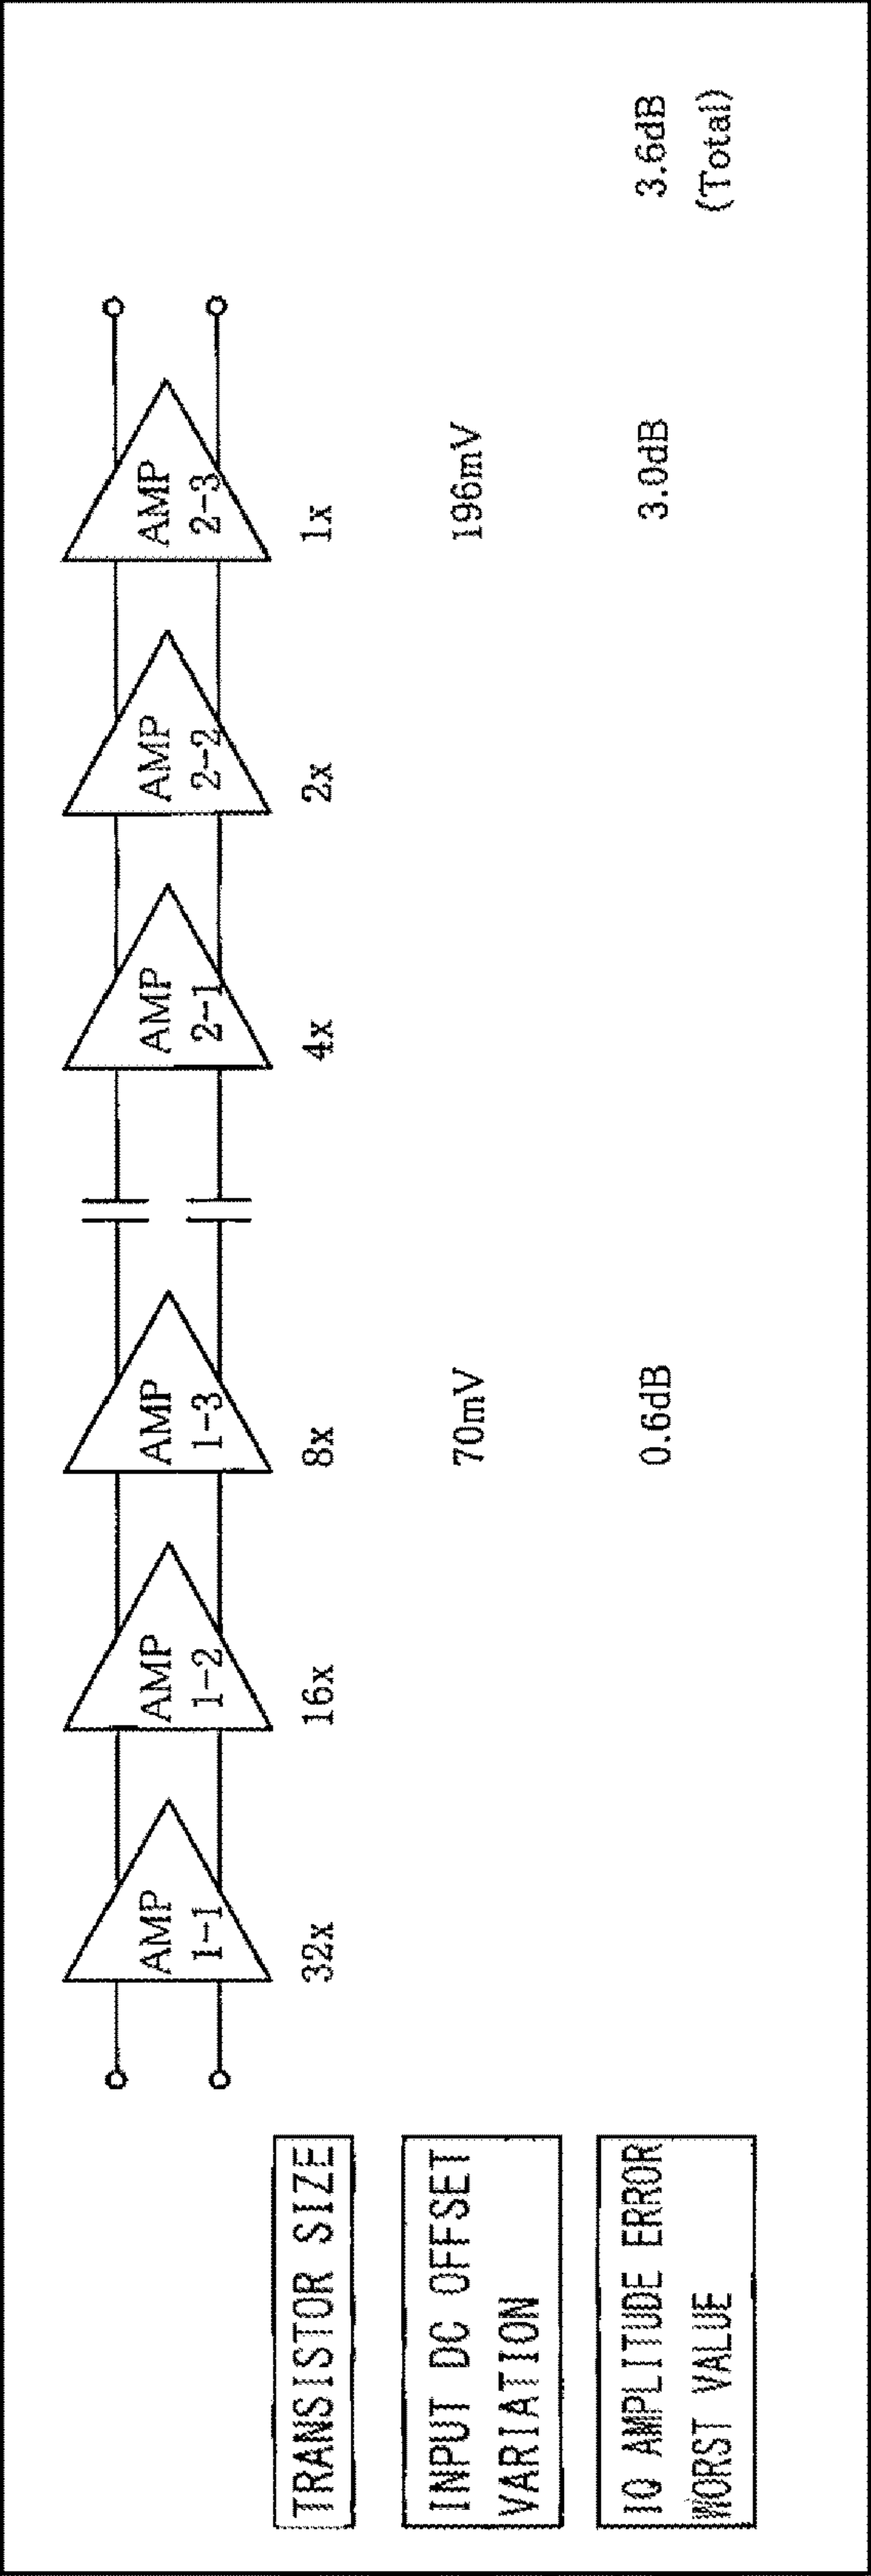 AMP
1-1
AMP
1-2
AMP
1-3
AMP
2-1
AMP
2-2
AMP
2-3
TRANSISTOR SIZE
32x
16x
8x
4x
2x
1x
INPUT DC OFFSET
VARIATION
70mV
196mV
IQ AMPLITUDE ERROR
WORST VALUE
0.6dB
3.0dB
3.6dB
(Total)